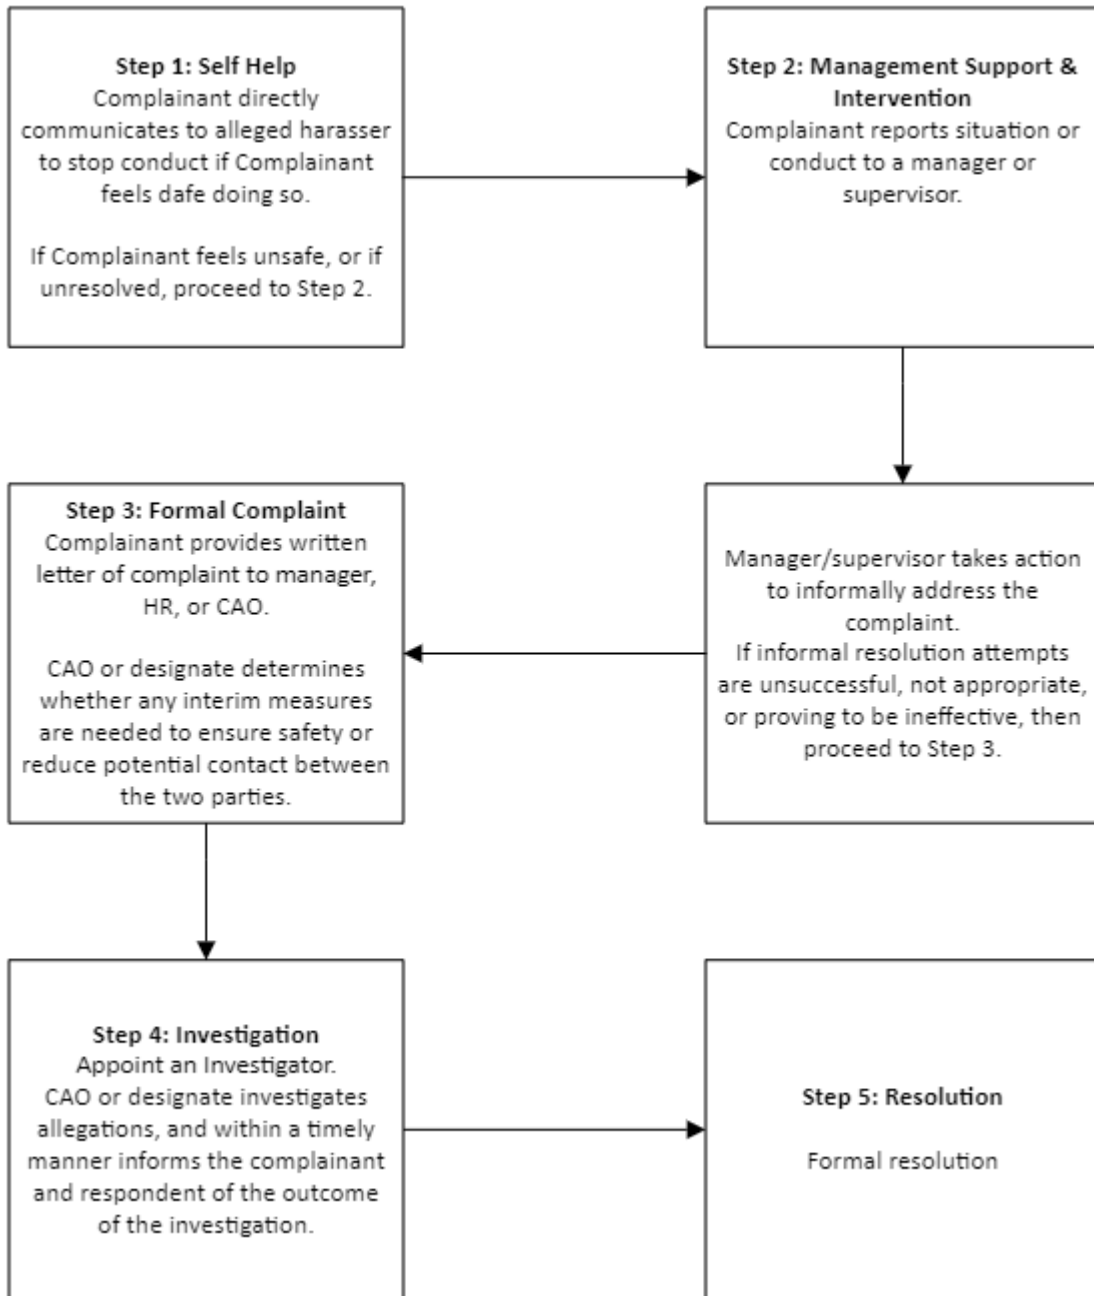 Step 1: Self Help
Complainant directly
communicates to alleged harasser
to stop conduct if Complainant
feels dafe doing so.
If Complainant feels unsafe, or if
unresolved, proceed to Step 2.
Step 2: Management Support &
Intervention
Complainant reports situation or
conduct to a manager or
supervisor.
Manager/supervisor takes action
to informally address the
complaint.
If informal resolution attempts
are unsuccessful, not appropriate,
or proving to be ineffective, then
proceed to Step 3.
Step 3: Formal Complaint
Complainant provides written
letter of complaint to manager,
HR, or CAO.
CAO or designate determines
whether any interim measures
are needed to ensure safety or
reduce potential contact between
the two parties.
Step 4: Investigation
Appoint an Investigator.
CAO or designate investigates
allegations, and within a timely
manner informs the complainant
and respondent of the outcome
of the investigation.
Step 5: Resolution
Formal resolution